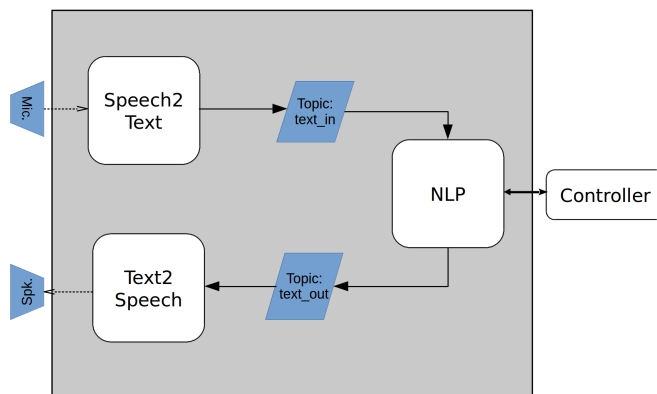 Mic.
Speech2
Text
Topic:
text_in
NLP
Controller
Spk.
Text2
Speech
Topic:
text_out